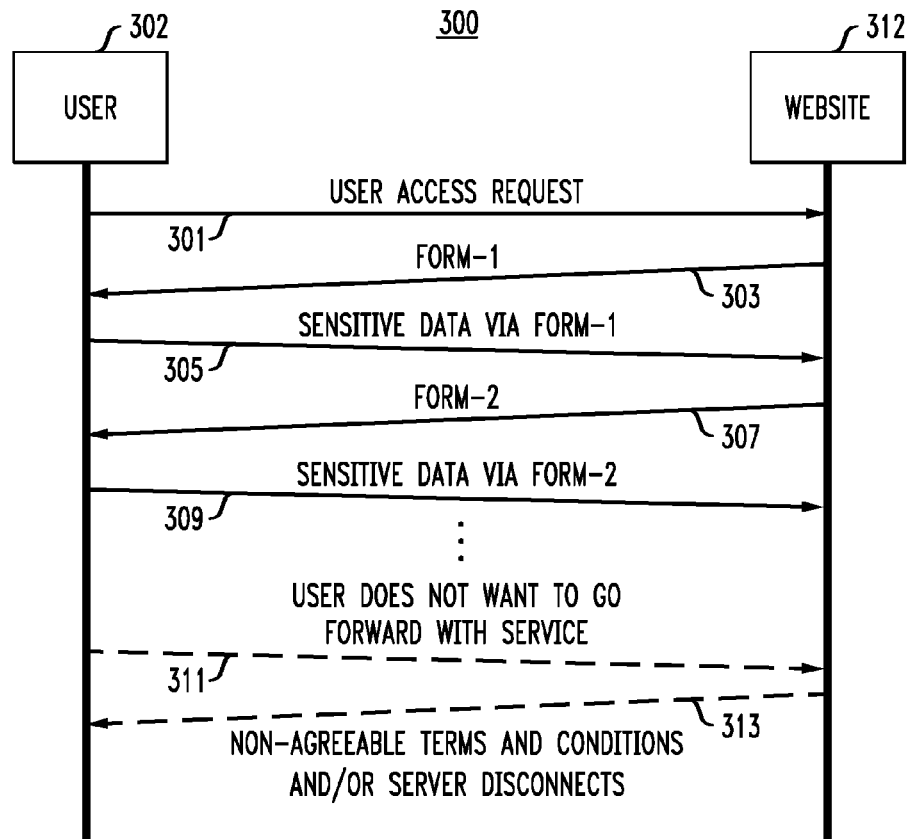 300
302
312
USER
WEBSITE
USER ACCESS REQUEST
301
FORM-1
303
SENSITIVE DATA VIA FORM-1
305
FORM-2
307
SENSITIVE DATA VIA FORM-2
309
USER DOES NOT WANT TO GO
FORWARD WITH SERVICE
311
313
NON-AGREEABLE TERMS AND CONDITIONS
AND/OR SERVER DISCONNECTS